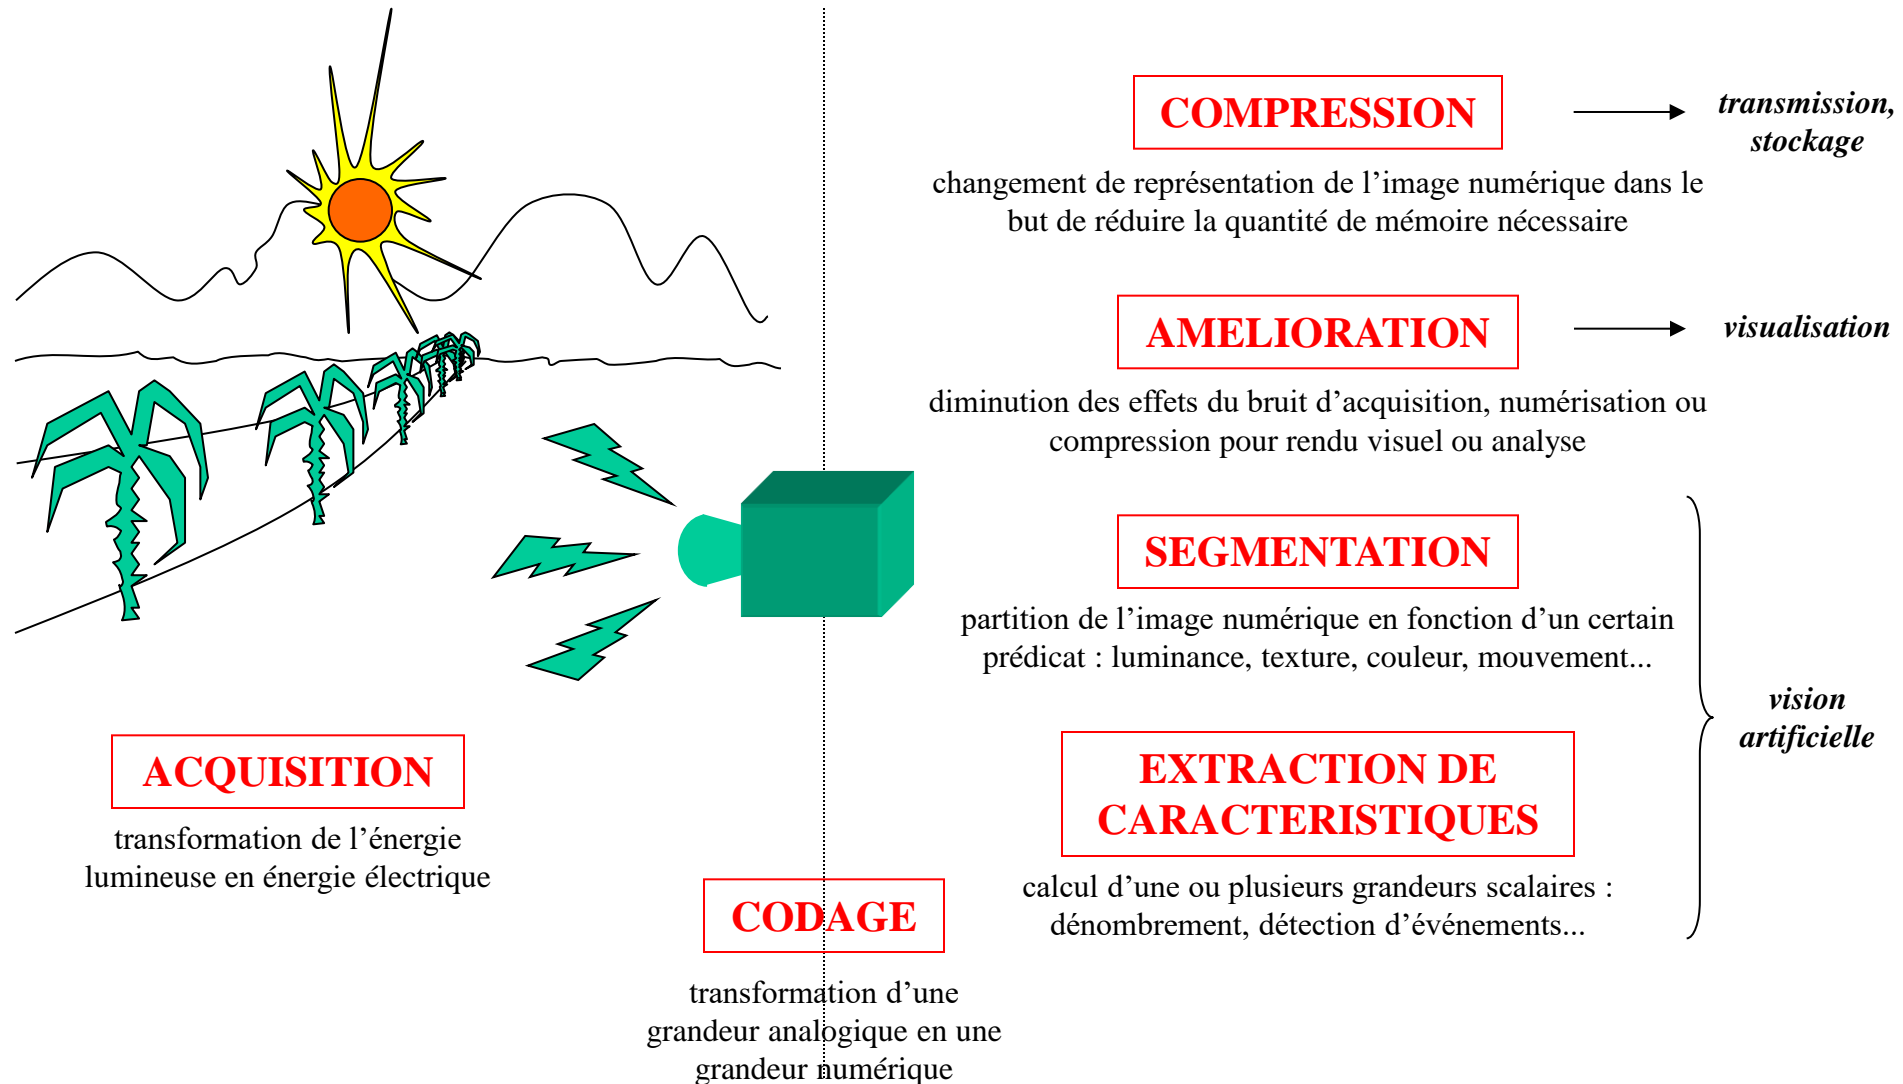 COMPRESSION
transmission,
stockage
changement de représentation de l’image numérique dans le
but de réduire la quantité de mémoire nécessaire
AMELIORATION
visualisation
diminution des effets du bruit d’acquisition, numérisation ou
compression pour rendu visuel ou analyse
SEGMENTATION
partition de l’image numérique en fonction d’un certain
prédicat : luminance, texture, couleur, mouvement...
vision
artificielle
EXTRACTION DE
CARACTERISTIQUES
calcul d’une ou plusieurs grandeurs scalaires :
dénombrement, détection d’événements...
ACQUISITION
transformation de l’énergie
lumineuse en énergie électrique
CODAGE
transformation d’une
grandeur analogique en une
grandeur numérique